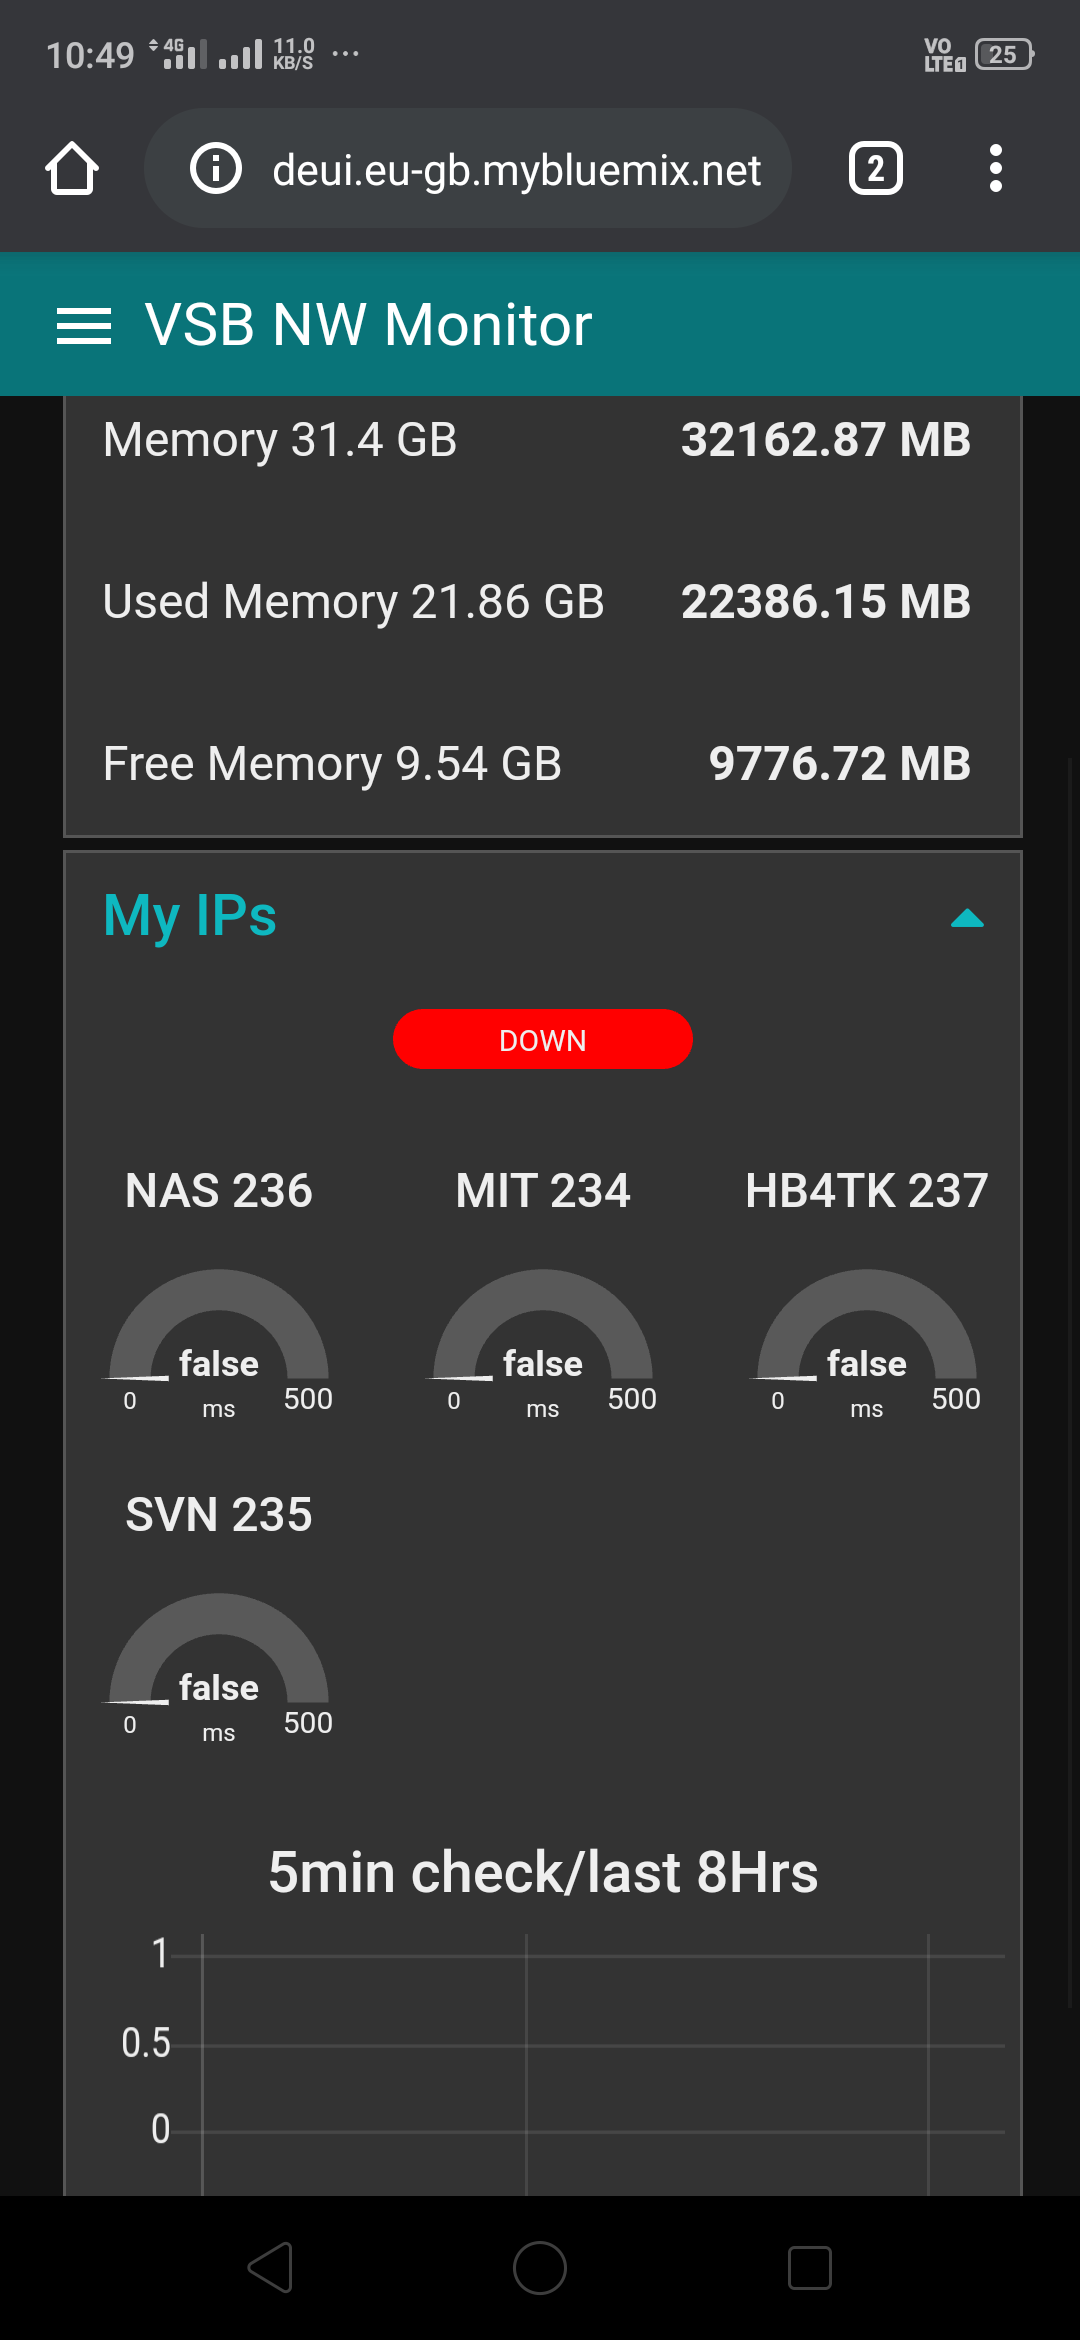 10:49 4G 11.0 KB/S ... VO LTE 1 25
deui.eu-gb.mybluemix.net 2
VSB NW Monitor
Memory 31.4 GB 32162.87 MB
Used Memory 21.86 GB 22386.15 MB
Free Memory 9.54 GB 9776.72 MB
My IPs
DOWN
NAS 236 MIT 234 HB4TK 237
false false false
0 ms 500 0 ms 500 0 ms 500
SVN 235
false
0 ms 500
5min check/last 8Hrs
1
0.5
0